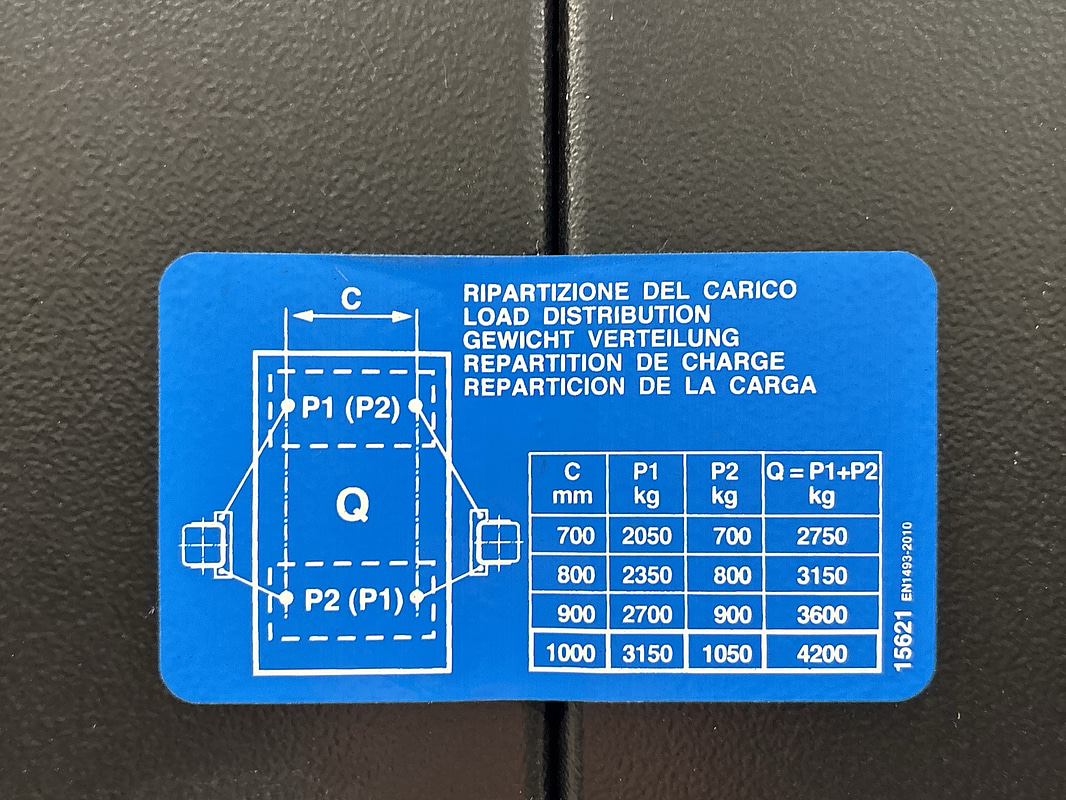 C
RIPARTIZIONE DEL CARICO
LOAD DISTRIBUTION
GEWICHT VERTEILUNG
REPARTITION DE CHARGE
REPARTICION DE LA CARGA
P1 (P2)
Q
P2 (P1)
C P1 P2 Q = P1+P2
mm kg kg kg
700 2050 700 2750
800 2350 800 3150
900 2700 900 3600
1000 3150 1050 4200
15621 EN1493-2010